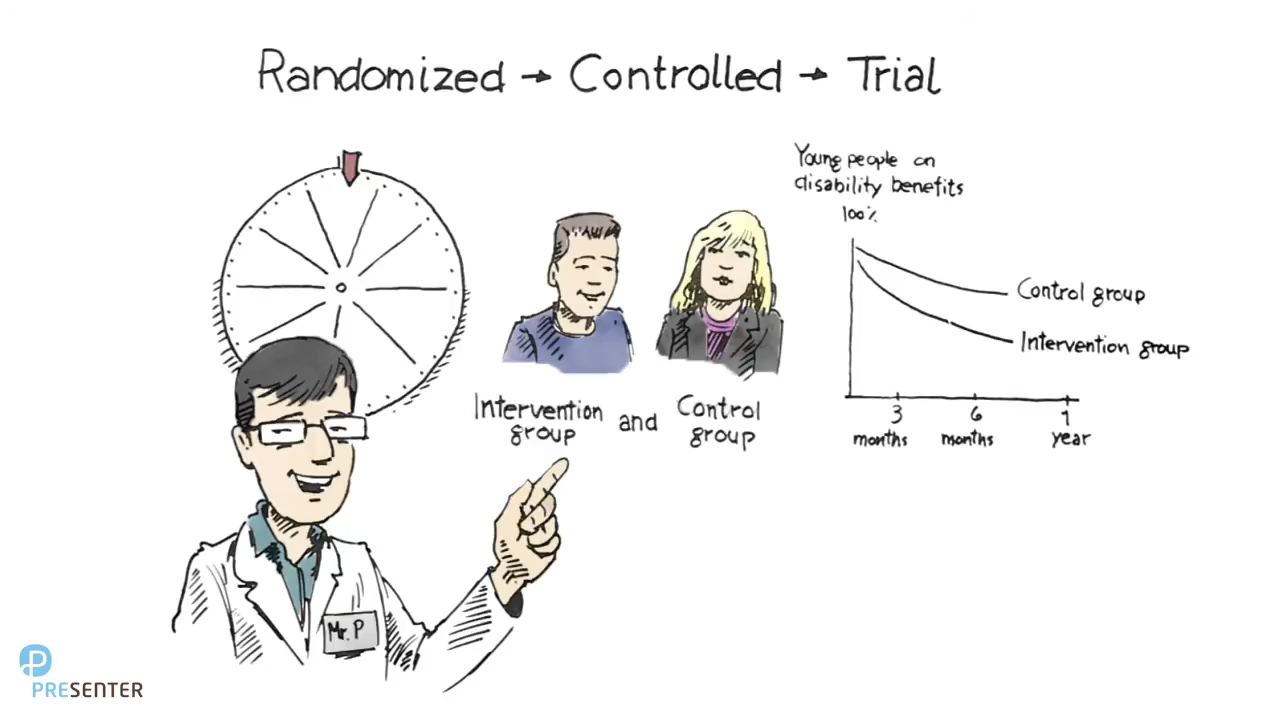 Randomized → Controlled → Trial
Young people on
disability benefits
100%
Control group
Intervention group
3
months
6
months
1
year
Intervention
group
and
Control
group
Mr. P
PRESENTER